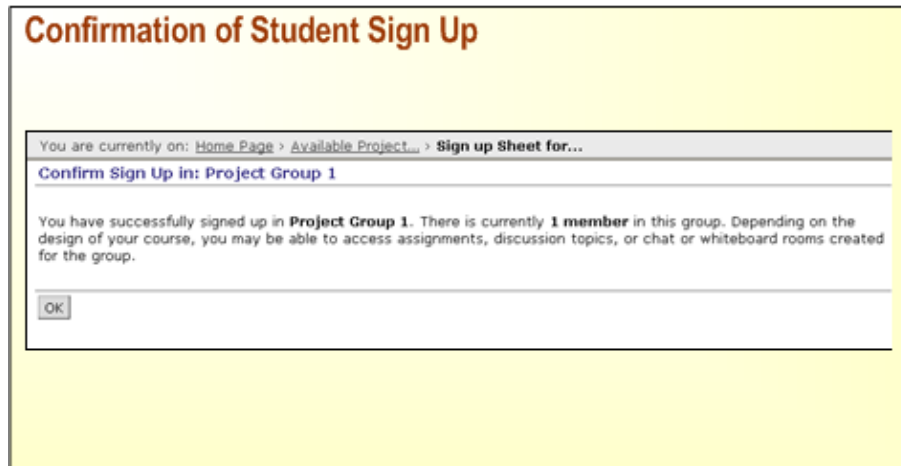 Confirmation of Student Sign Up
You are currently on: Home Page › Available Project... › Sign up Sheet for...
Confirm Sign Up in: Project Group 1
You have successfully signed up in Project Group 1. There is currently 1 member in this group. Depending on the
design of your course, you may be able to access assignments, discussion topics, or chat or whiteboard rooms created
for the group.
OK